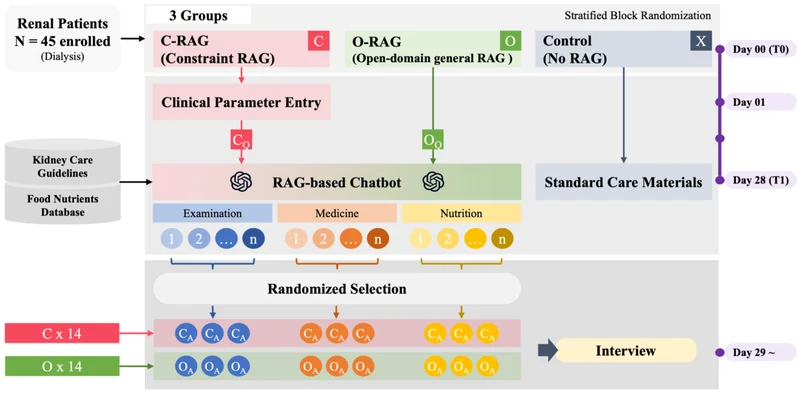 Renal Patients
N = 45 enrolled
(Dialysis)
3 Groups
Stratified Block Randomization
C-RAG
(Constraint RAG)
C
O-RAG
(Open-domain general RAG )
O
Control
(No RAG)
X
Day 00 (T0)
Clinical Parameter Entry
Day 01
CQ
OQ
Kidney Care
Guidelines
Food Nutrients
Database
RAG-based Chatbot
Standard Care Materials
Day 28 (T1)
Examination
Medicine
Nutrition
1 2 ... n
1 2 ... n
1 2 ... n
Randomized Selection
C x 14
CA CA CA
CA CA CA
CA CA CA
O x 14
OA OA OA
OA OA OA
OA OA OA
Interview
Day 29 ~